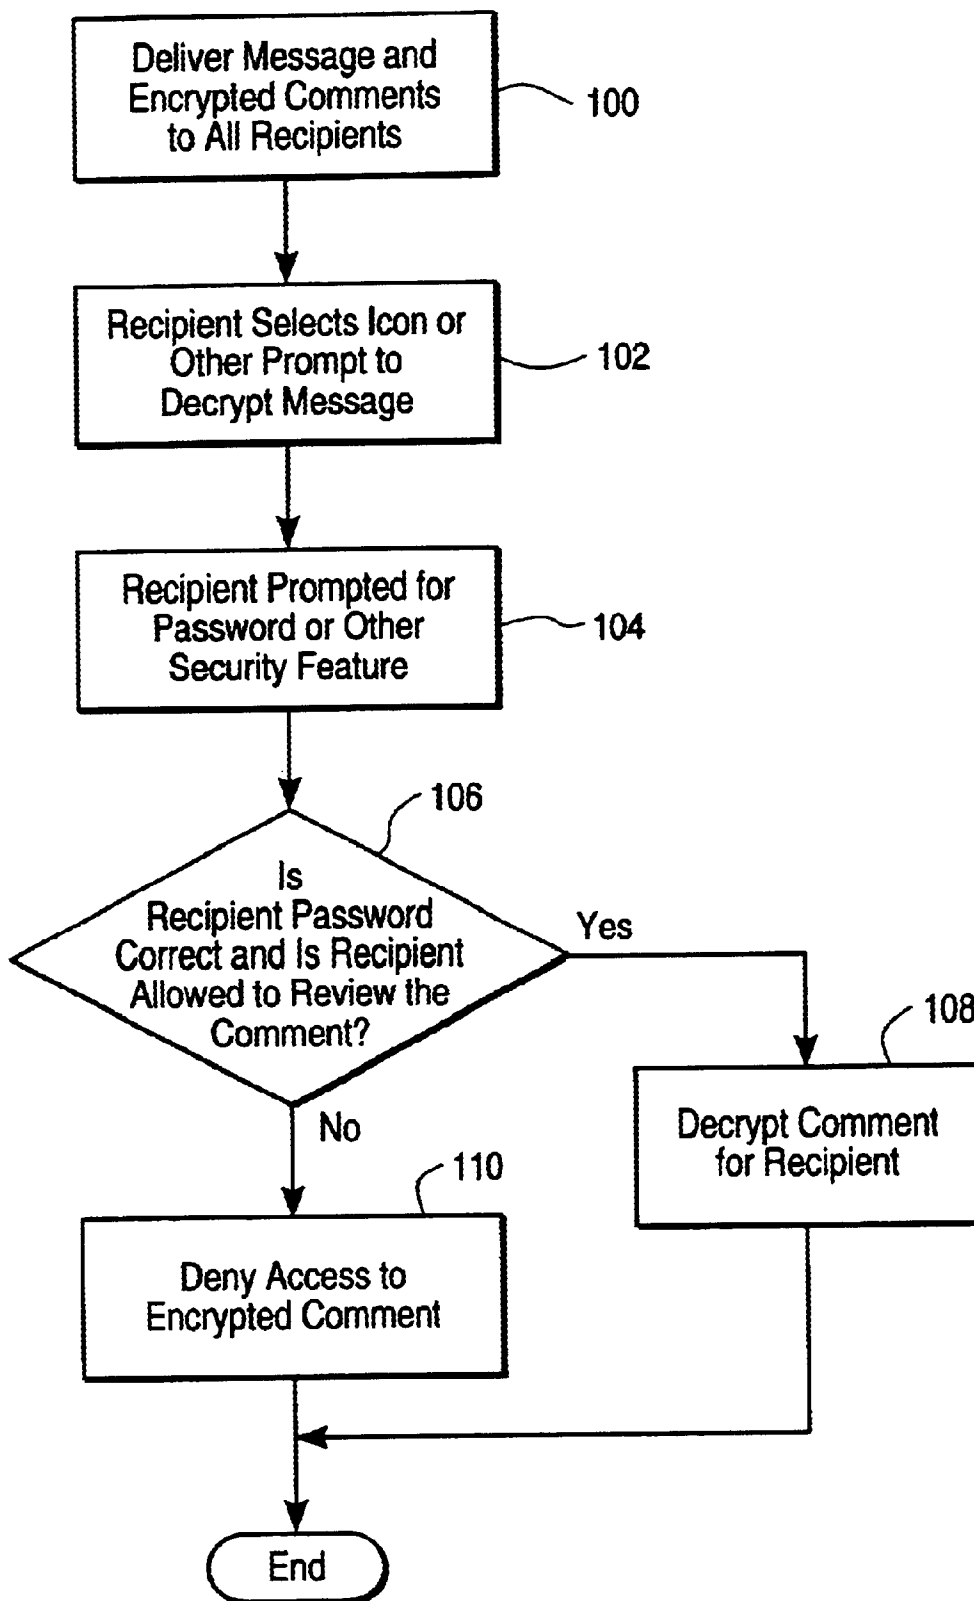 Deliver Message and
Encrypted Comments
to All Recipients
100
Recipient Selects Icon or
Other Prompt to
Decrypt Message
102
Recipient Prompted for
Password or Other
Security Feature
104
106
Is
Recipient Password
Correct and Is Recipient
Allowed to Review the
Comment?
Yes
No
108
Decrypt Comment
for Recipient
110
Deny Access to
Encrypted Comment
End